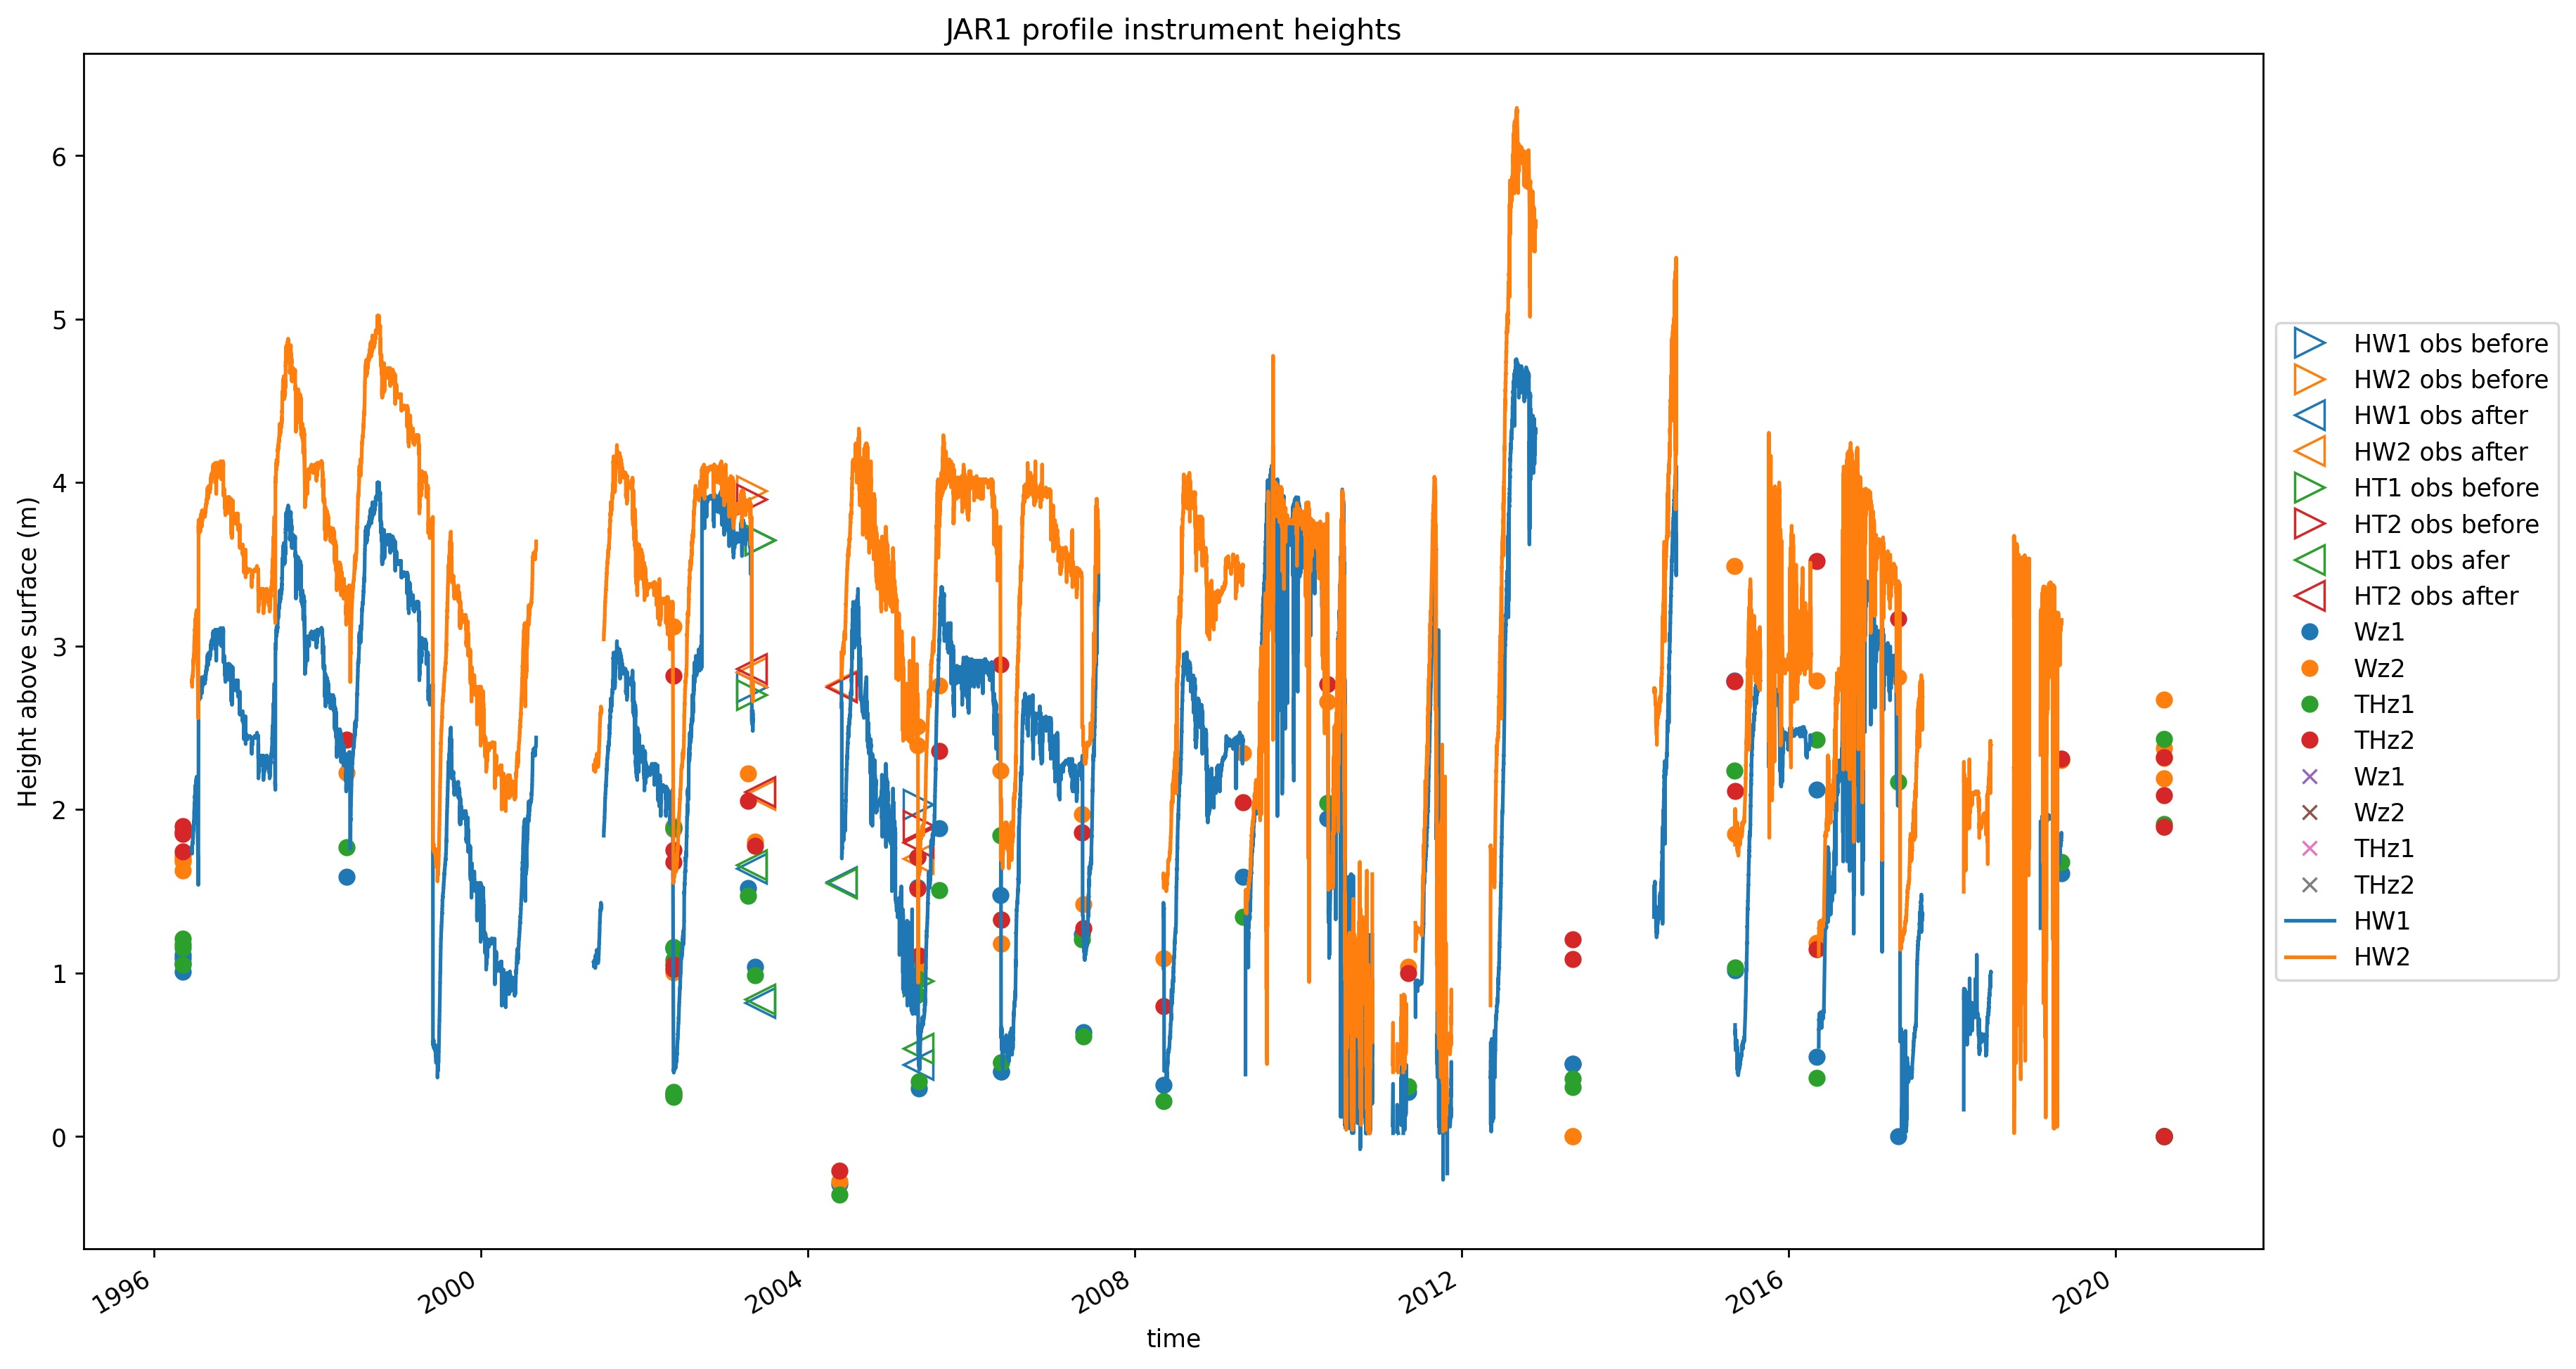 JAR1 profile instrument heights
Height above surface (m)
6
5
4
3
2
1
0
1996
2000
2004
2008
2012
2016
2020
time
HW1 obs before
HW2 obs before
HW1 obs after
HW2 obs after
HT1 obs before
HT2 obs before
HT1 obs afer
HT2 obs after
Wz1
Wz2
THz1
THz2
Wz1
Wz2
THz1
THz2
HW1
HW2